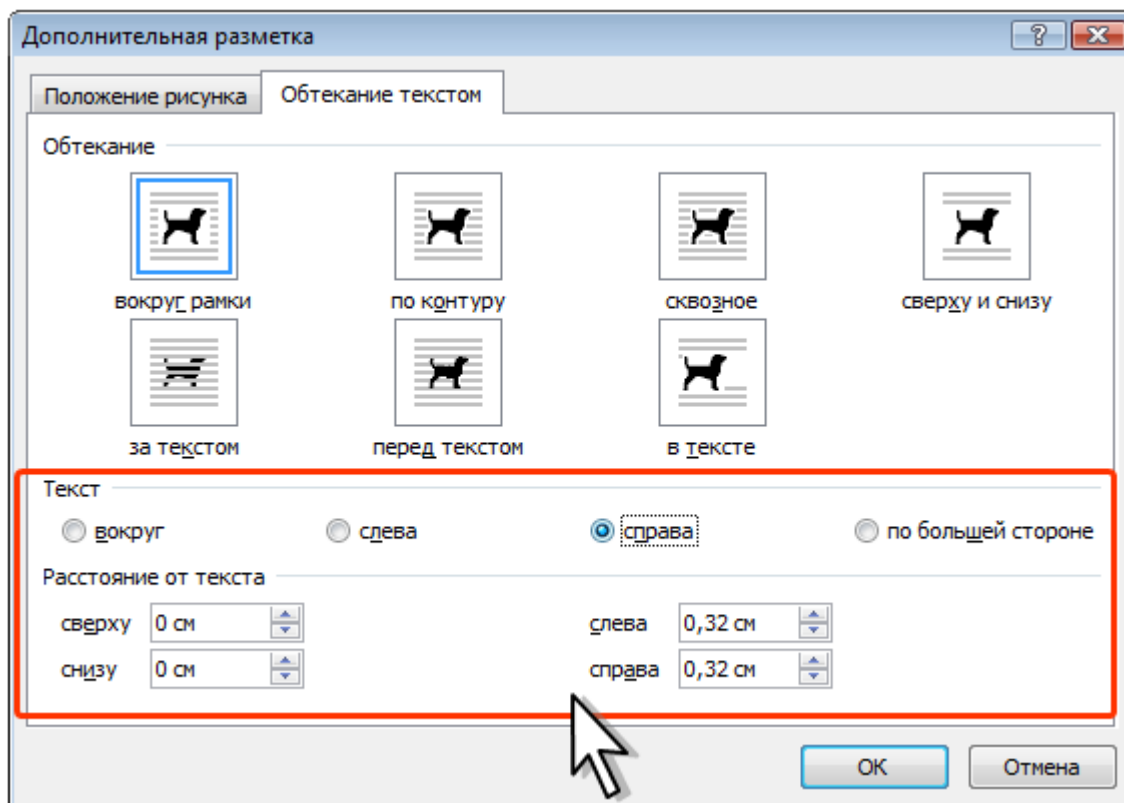 Дополнительная разметка
Положение рисунка Обтекание текстом
Обтекание
вокруг рамки по контуру сквозное сверху и снизу
за текстом перед текстом в тексте
Текст
вокруг слева справа по большей стороне
Расстояние от текста
сверху 0 см слева 0,32 см
снизу 0 см справа 0,32 см
ОК Отмена